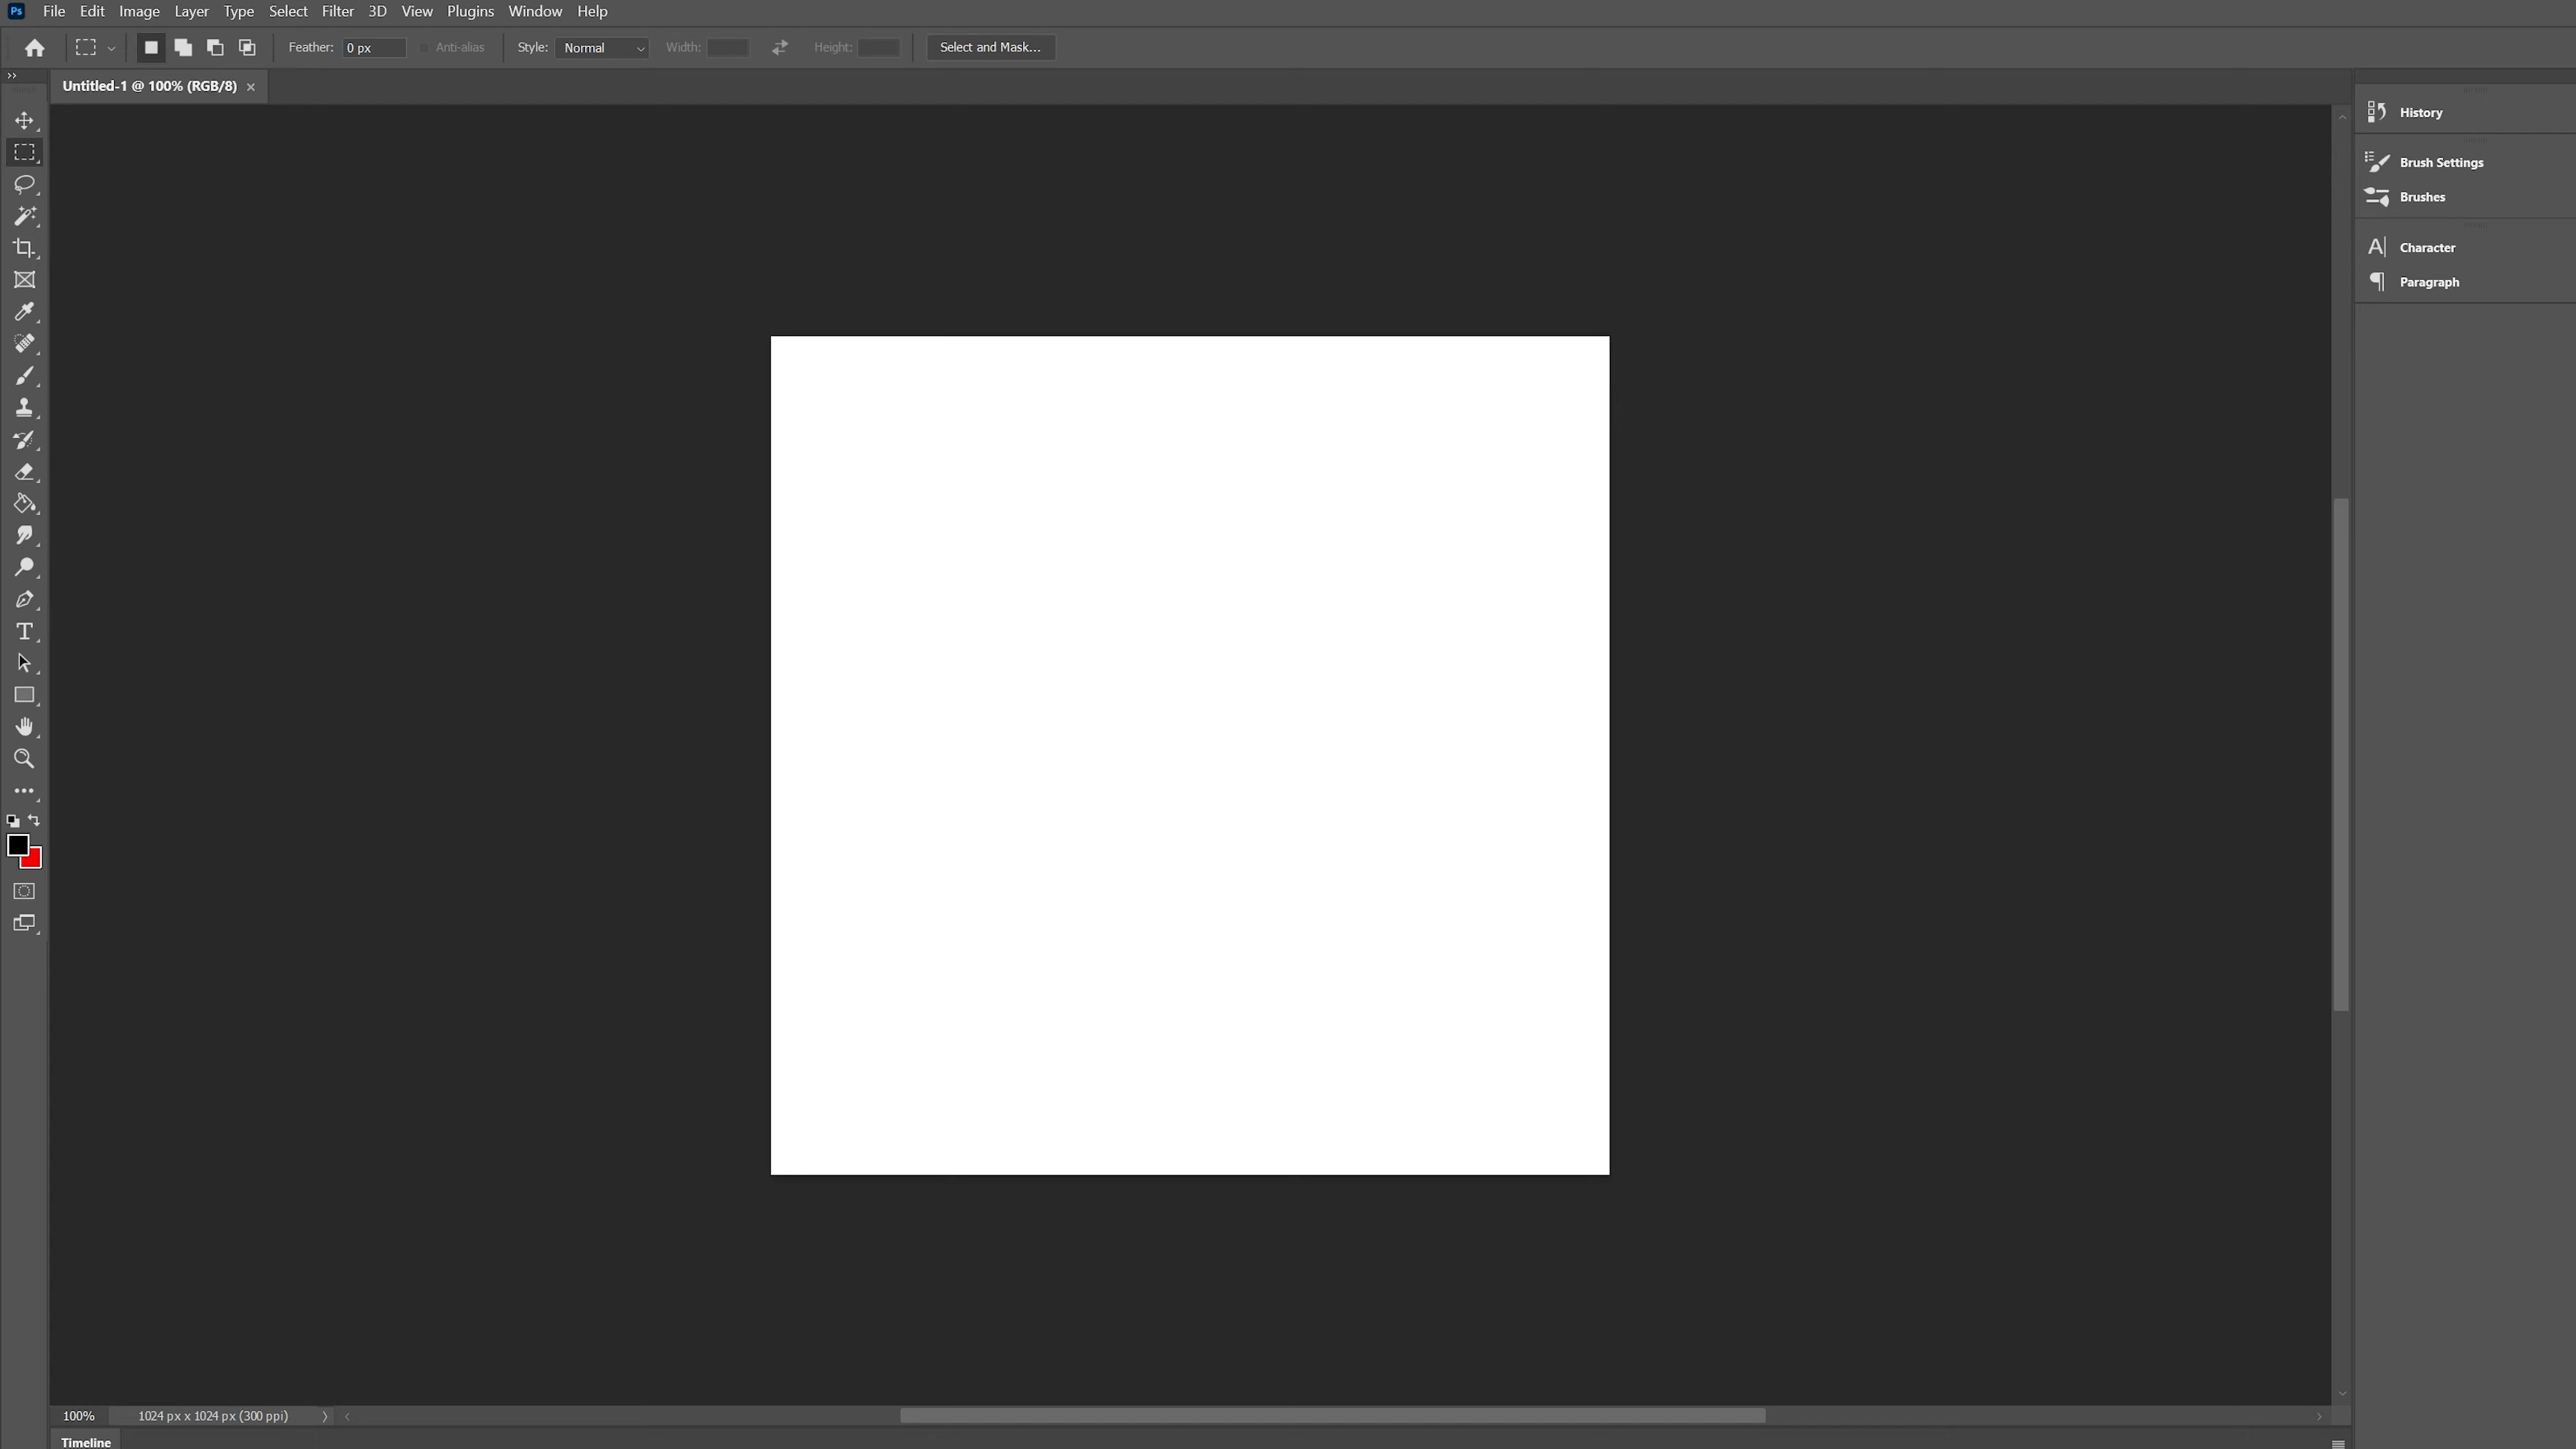 Ps File Edit Image Layer Type Select Filter 3D View Plugins Window Help
Feather: 0 px Anti-alias Style: Normal Width: Height: Select and Mask...
Untitled-1 @ 100% (RGB/8)
History
Brush Settings
Brushes
Character
Paragraph
100% 1024 px x 1024 px (300 ppi)
Timeline